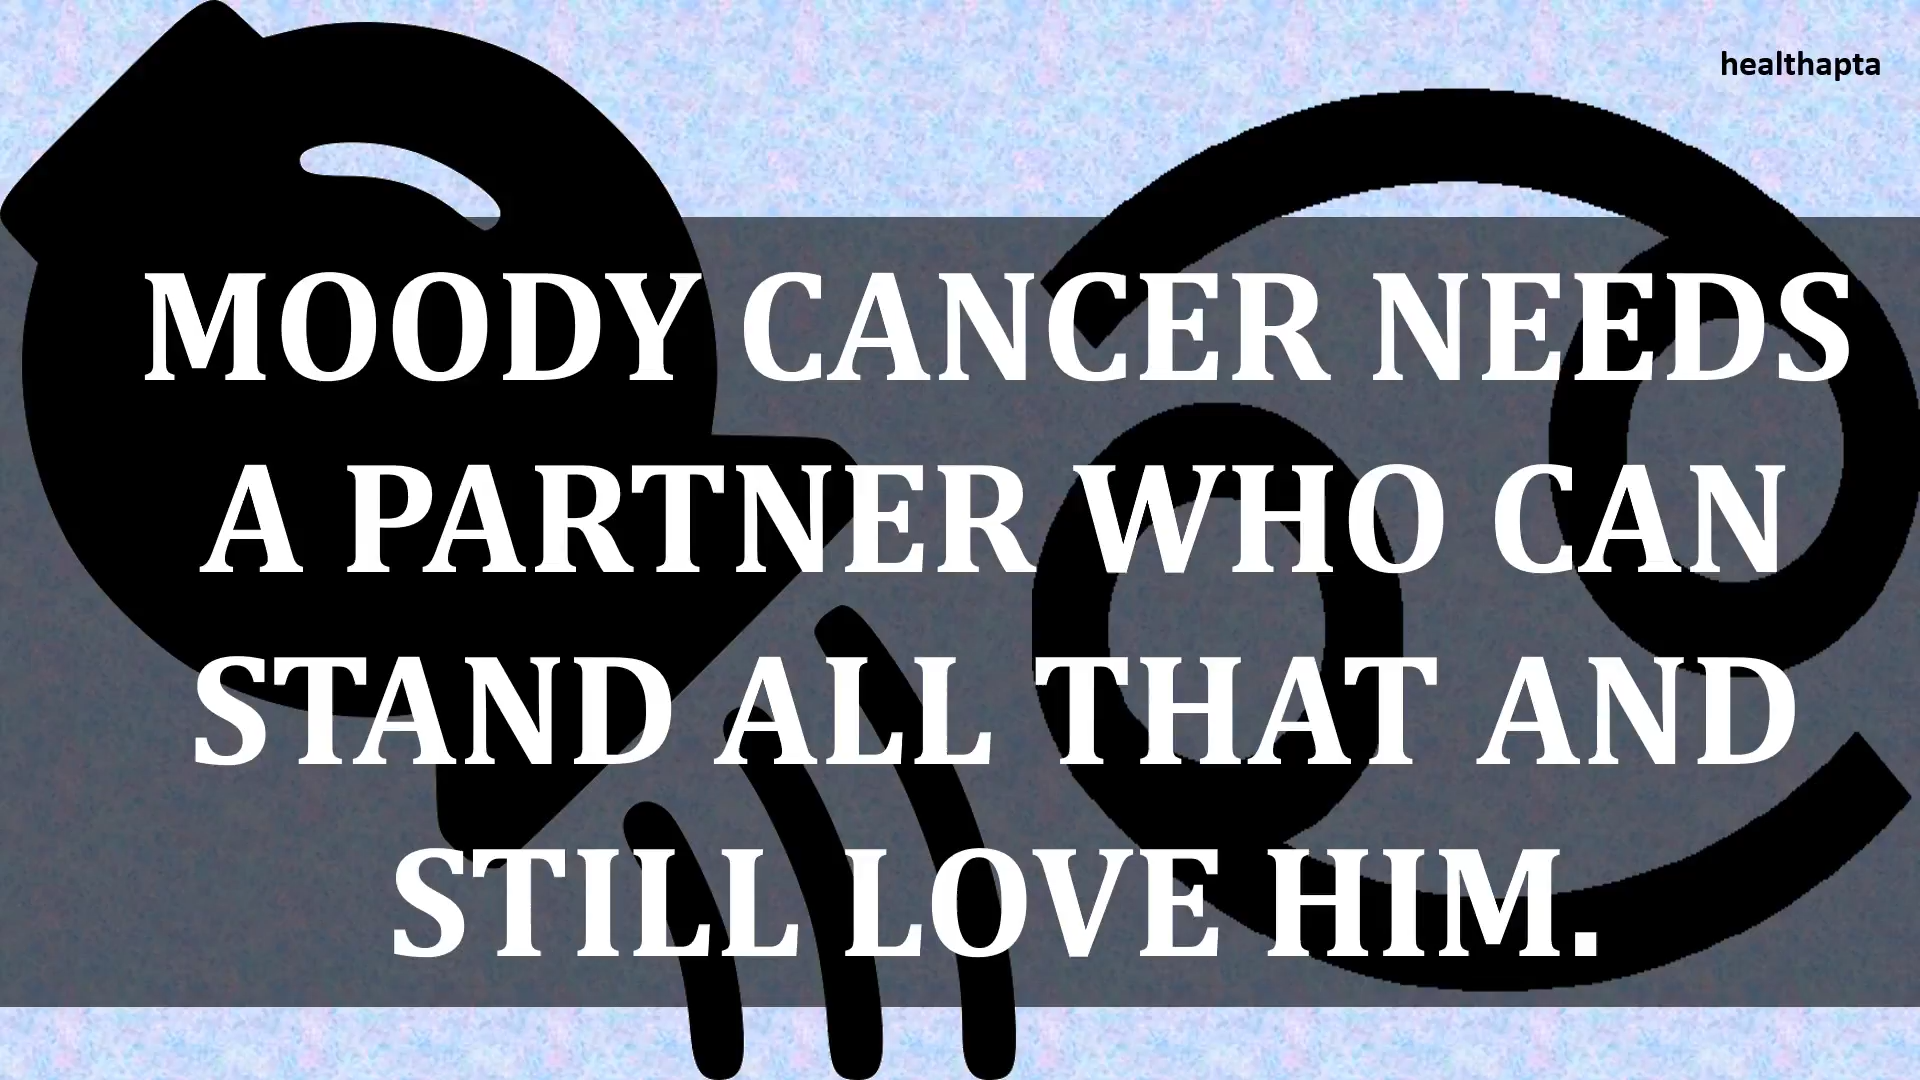 healthapta
MOODY CANCER NEEDS
A PARTNER WHO CAN
STAND ALL THAT AND
STILL LOVE HIM.